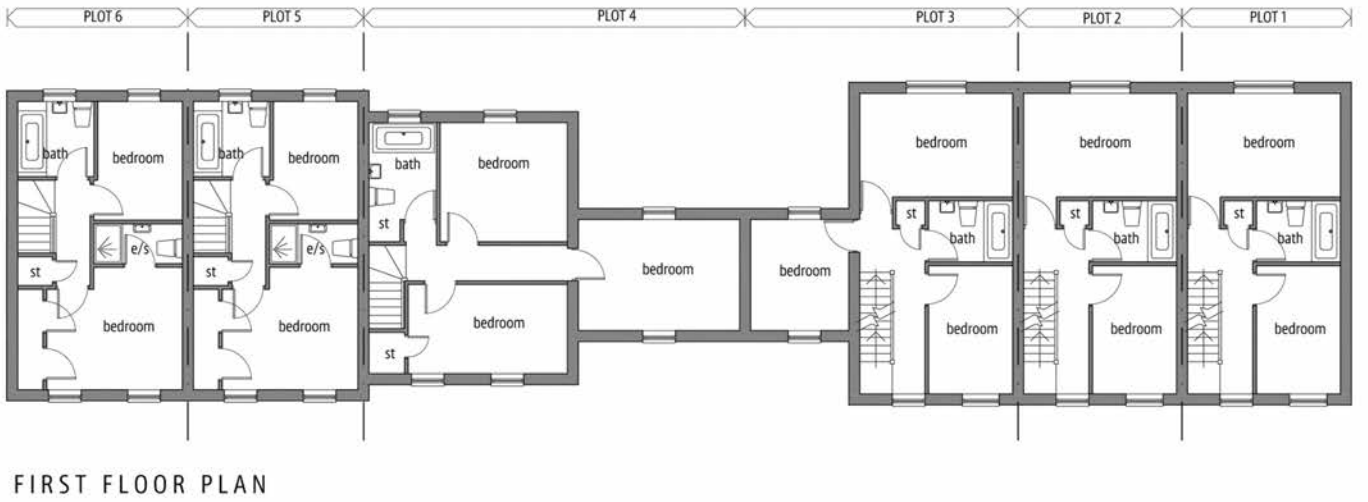 PLOT 6 PLOT 5 PLOT 4 PLOT 3 PLOT 2 PLOT 1
bath bedroom bath bedroom bath bedroom bedroom bedroom bedroom
st st st st
e/s e/s bath bath bath
st st bedroom bedroom
bedroom bedroom bedroom bedroom bedroom bedroom
st
FIRST FLOOR PLAN